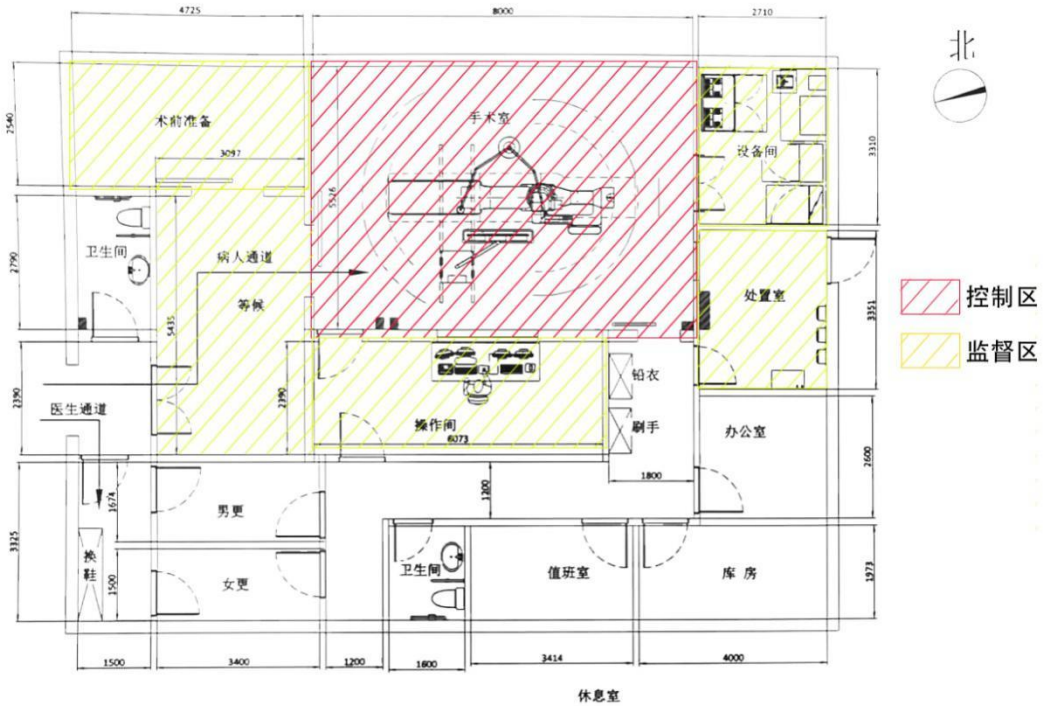 4725
8000
2710
北
2540
术前准备
3097
手术室
5526
设备间
3310
卫生间
2790
病人通道
等候
5435
处置室
3351
控制区
监督区
2390
医生通道
2390
操作间
6073
铅衣
刷手
1800
办公室
2600
3325
1674
男更
1200
换鞋
1500
女更
卫生间
值班室
库房
1973
1500
3400
1200
1600
3414
4000
休息室